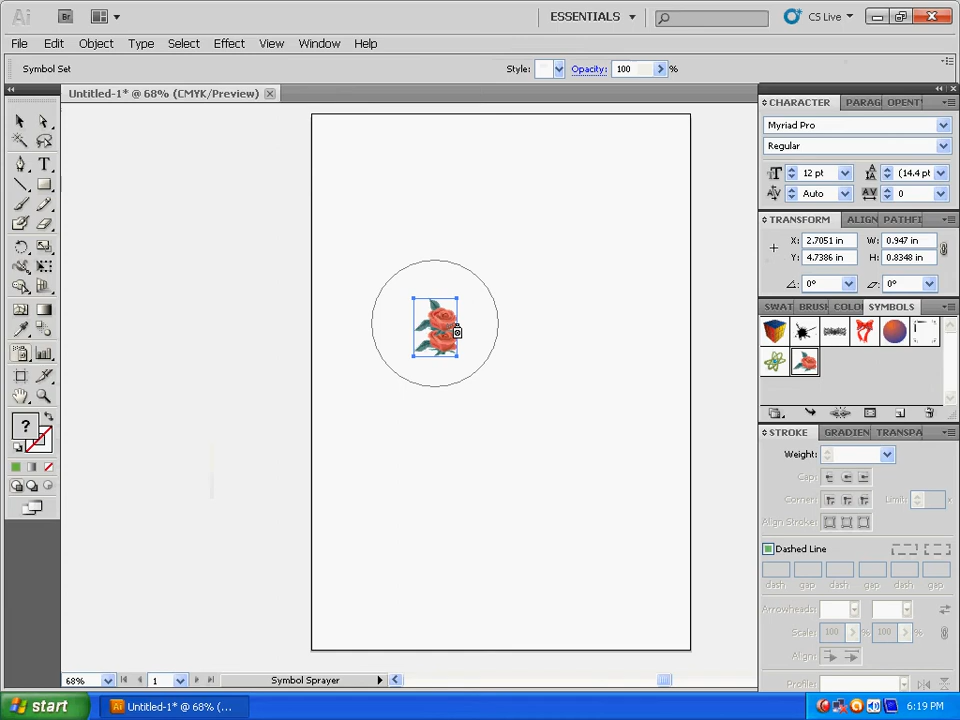 Ai Br ESSENTIALS CS Live
File Edit Object Type Select Effect View Window Help
Symbol Set Style: Opacity: 100 %
Untitled-1* @ 68% (CMYK/Preview)
CHARACTER PARAG OPENT
Myriad Pro
Regular
12 pt (14.4 pt
Auto 0
TRANSFORM ALIGN PATHFI
X: 2.7051 in W: 0.947 in
Y: 4.7386 in H: 0.8348 in
0° 0°
SWAT BRUSH COLO SYMBOLS
?
STROKE GRADIEN TRANSPA
Weight:
Cap:
Corner: Limit: x
Align Stroke:
Dashed Line
dash gap dash gap dash gap
Arrowheads:
Scale: 100 % 100 %
Align:
Profile:
68% 1 Symbol Sprayer
start Untitled-1* @ 68% (... 6:19 PM